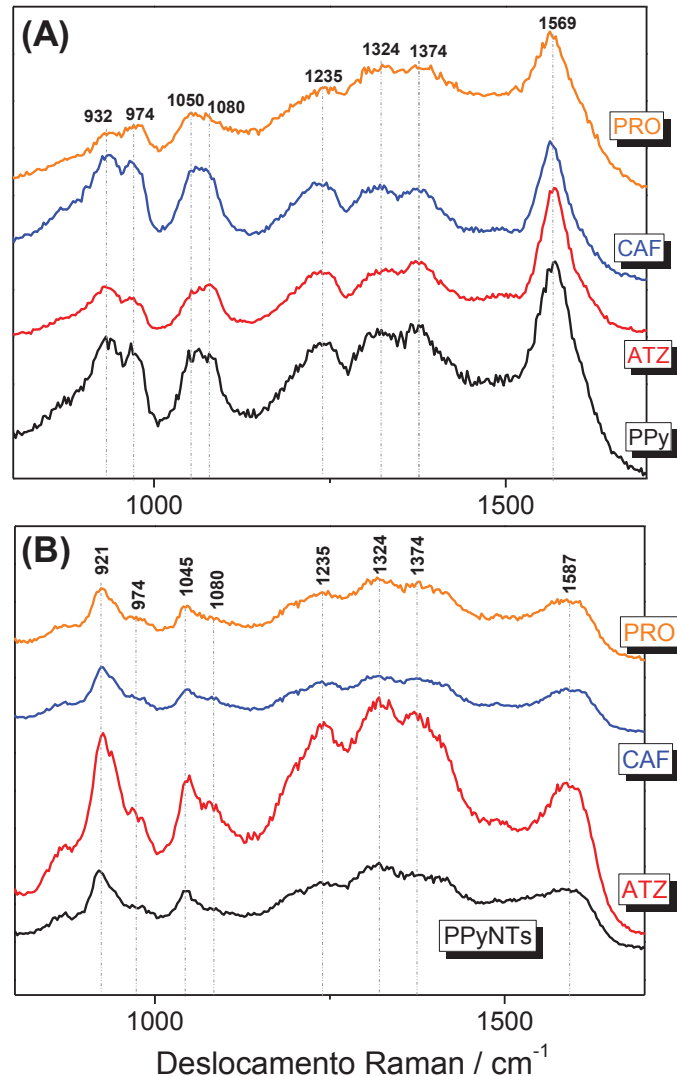 (A)
932 974 1050 1080 1235 1324 1374 1569
PRO
CAF
ATZ
PPy
1000 1500
(B)
921 974 1045 1080 1235 1324 1374 1587
PRO
CAF
ATZ
PPyNTs
1000 1500
Deslocamento Raman / cm⁻¹